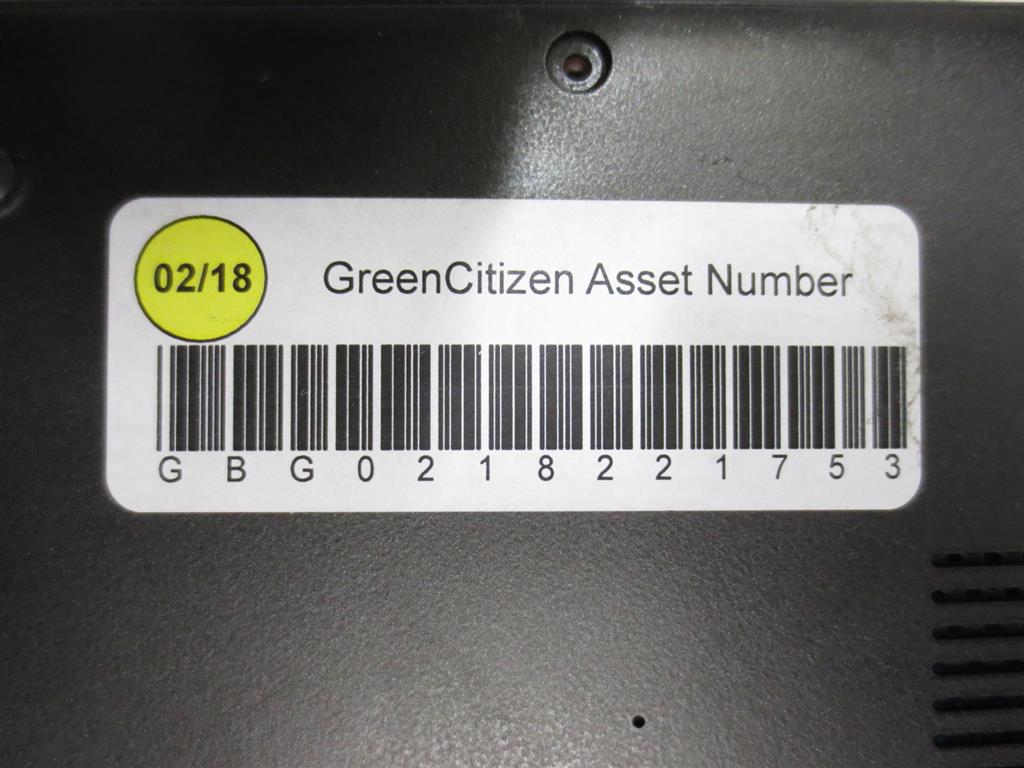 02/18
GreenCitizen Asset Number
GBG0218221753